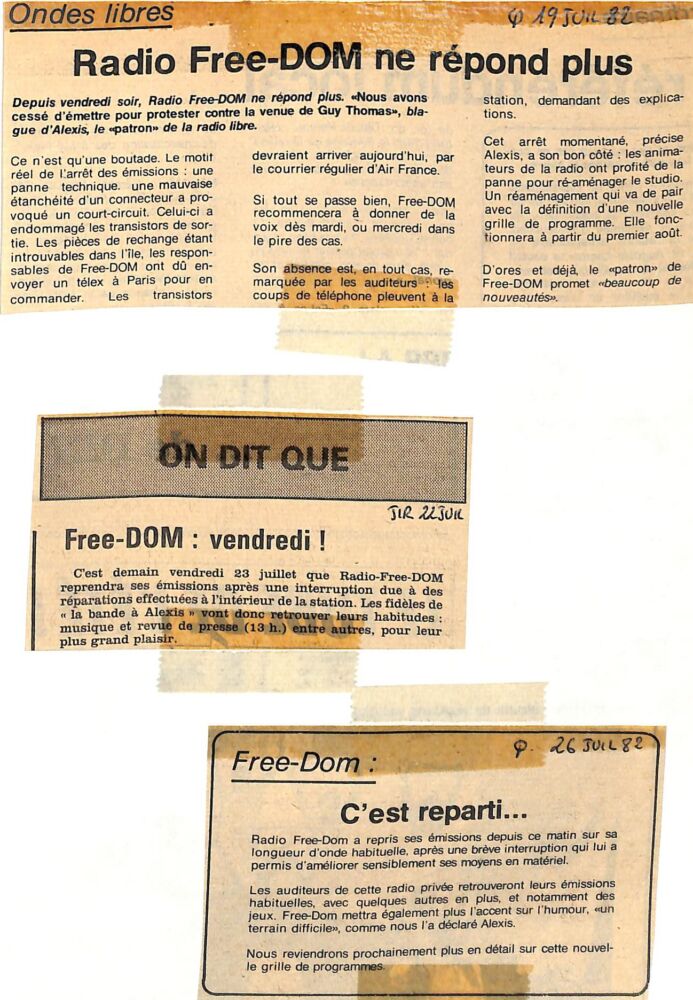 Ondes libres
Q 19 JUIL 82
Radio Free-DOM ne répond plus
Depuis vendredi soir, Radio Free-DOM ne répond plus. «Nous avons
cessé d'émettre pour protester contre la venue de Guy Thomas», bla-
gue d'Alexis, le «patron» de la radio libre.
Ce n'est qu'une boutade. Le motif
réel de l'arrêt des émissions : une
panne technique. une mauvaise
étanchéité d'un connecteur a pro-
voqué un court-circuit. Celui-ci a
endommagé les transistors de sor-
tie. Les pièces de rechange étant
introuvables dans l'île, les respon-
sables de Free-DOM ont dû en-
voyer un télex à Paris pour en
commander. Les transistors
devraient arriver aujourd'hui, par
le courrier régulier d'Air France.
Si tout se passe bien, Free-DOM
recommencera à donner de la
voix dès mardi, ou mercredi dans
le pire des cas.
Son absence est, en tout cas, re-
marquée par les auditeurs : les
coups de téléphone pleuvent à la
station, demandant des explica-
tions.
Cet arrêt momentané, précise
Alexis, a son bon côté : les anima-
teurs de la radio ont profité de la
panne pour ré-aménager le studio.
Un réaménagement qui va de pair
avec la définition d'une nouvelle
grille de programme. Elle fonc-
tionnera à partir du premier août.
D'ores et déjà, le «patron» de
Free-DOM promet «beaucoup de
nouveautés».
ON DIT QUE
JIR 22 JUIL
Free-DOM : vendredi !
C'est demain vendredi 23 juillet que Radio-Free-DOM
reprendra ses émissions après une interruption due à des
réparations effectuées à l'intérieur de la station. Les fidèles de
« la bande à Alexis » vont donc retrouver leurs habitudes :
musique et revue de presse (13 h.) entre autres, pour leur
plus grand plaisir.
Q. 26 JUIL 82
Free-Dom :
C'est reparti...
Radio Free-Dom a repris ses émissions depuis ce matin sur sa
longueur d'onde habituelle, après une brève interruption qui lui a
permis d'améliorer sensiblement ses moyens en matériel.
Les auditeurs de cette radio privée retrouveront leurs émissions
habituelles, avec quelques autres en plus, et notamment des
jeux. Free-Dom mettra également plus l'accent sur l'humour, «un
terrain difficile», comme nous l'a déclaré Alexis.
Nous reviendrons prochainement plus en détail sur cette nouvel-
le grille de programmes.